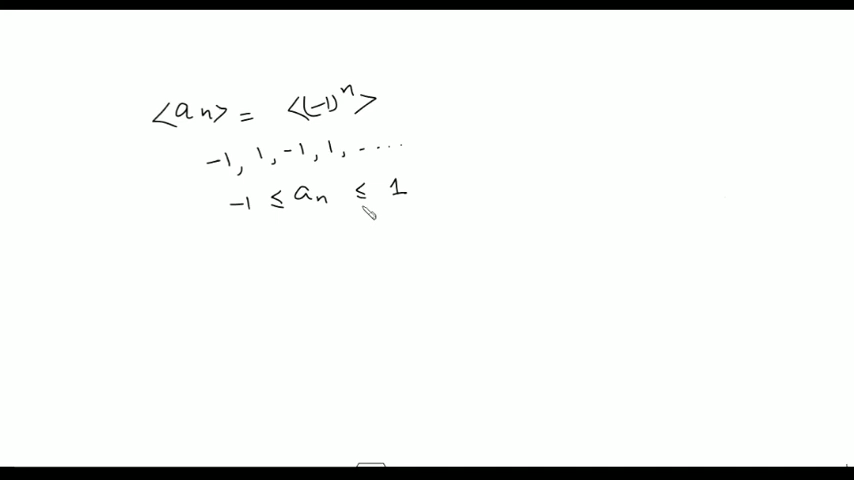 <aₙ> = <(-1)ⁿ>
-1, 1, -1, 1, .....
-1 ≤ aₙ ≤ 1